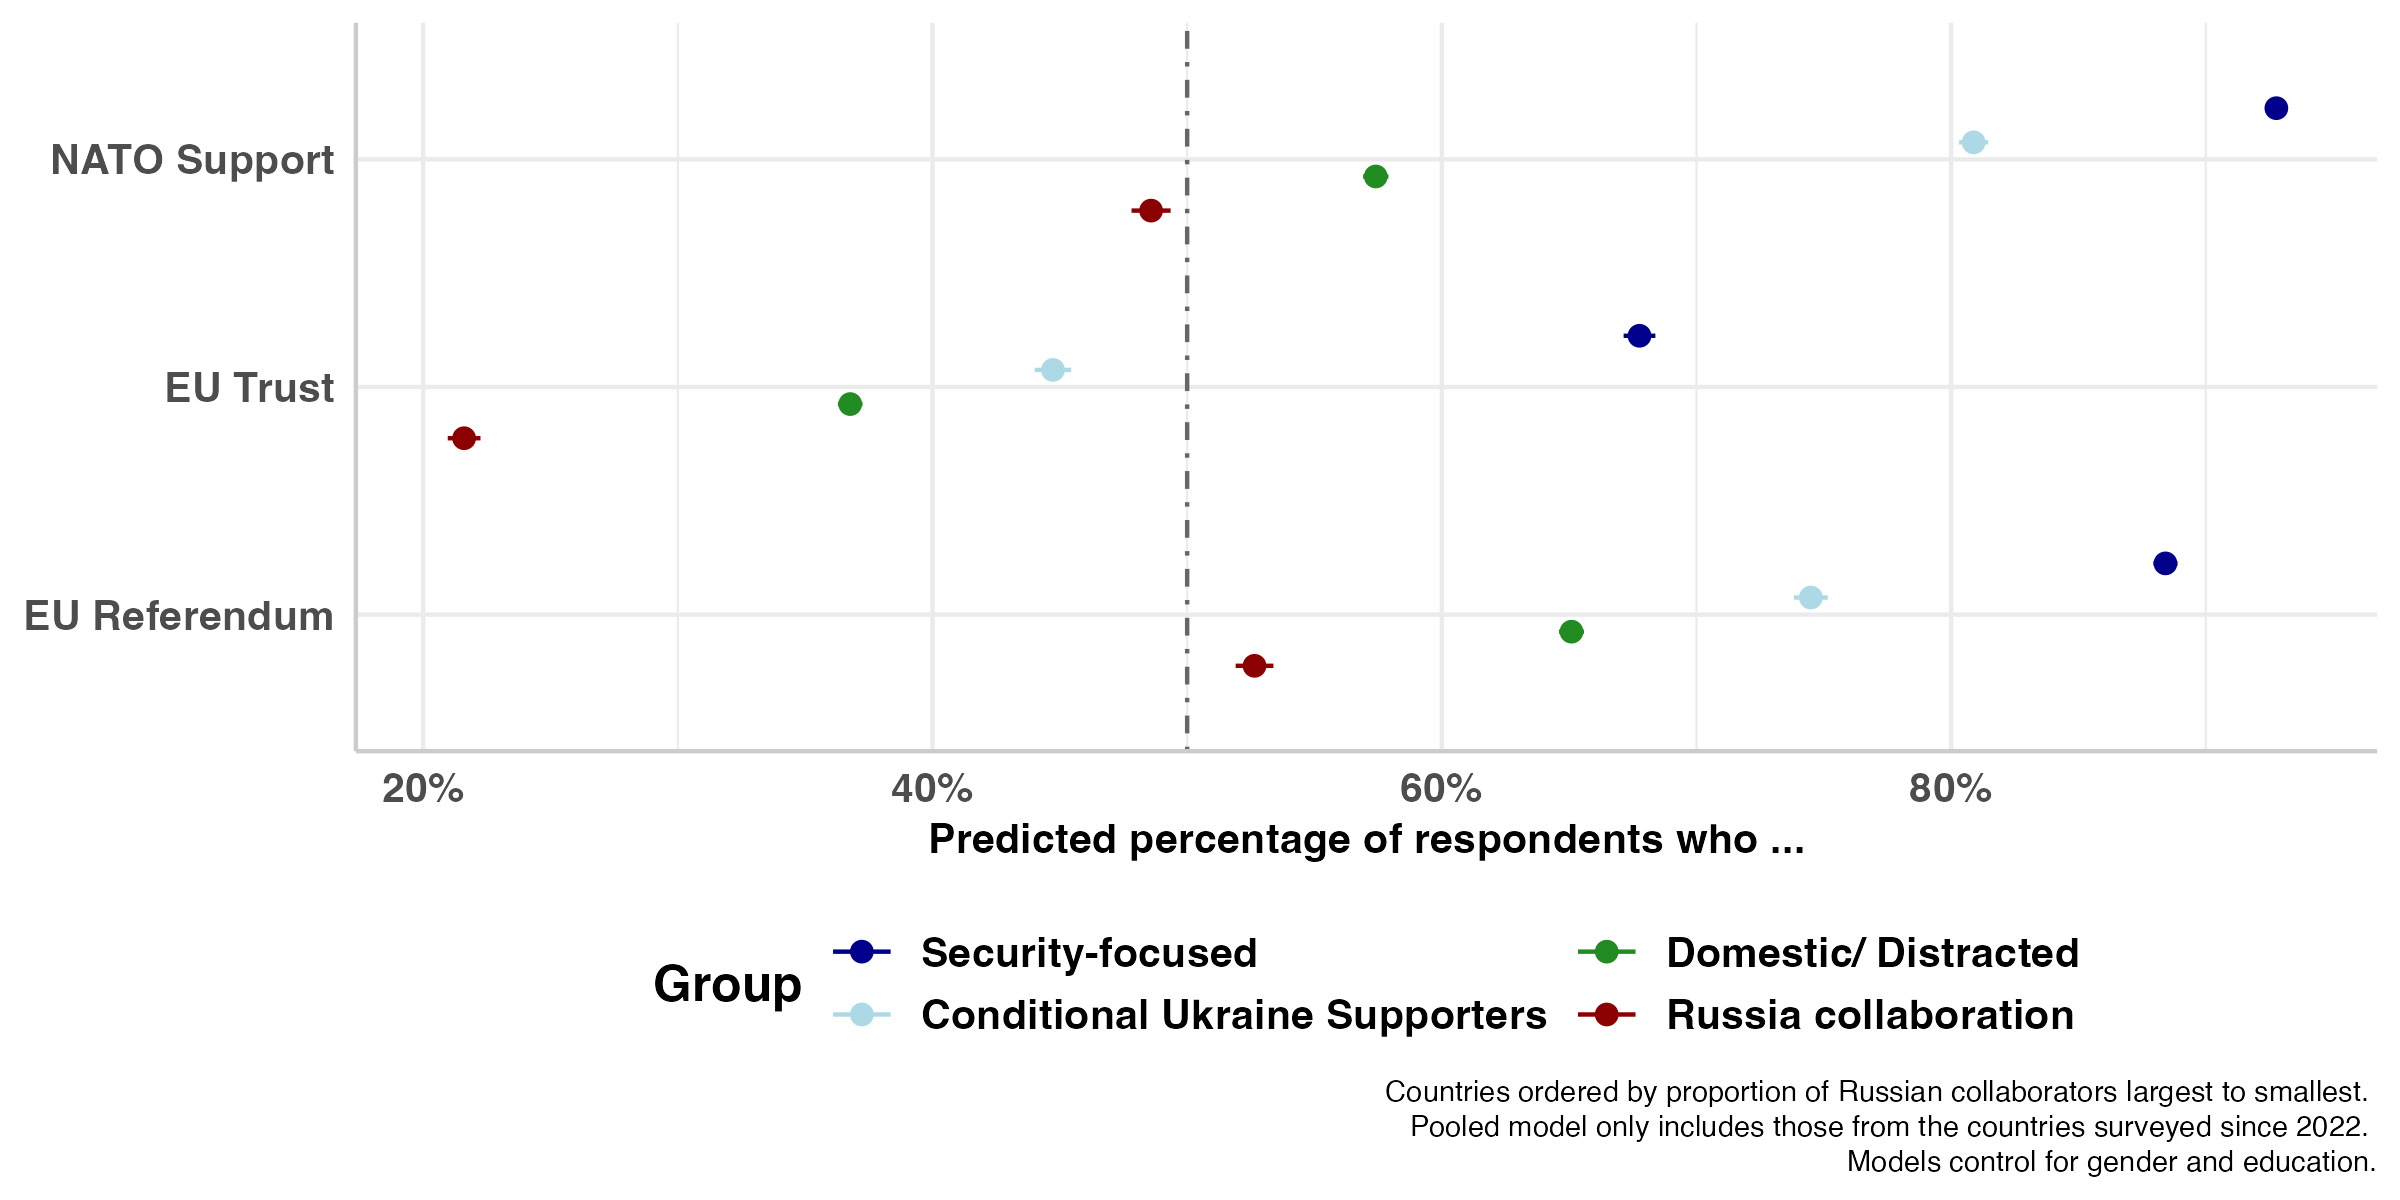 NATO Support
EU Trust
EU Referendum
20% 40% 60% 80%
Predicted percentage of respondents who ...
Group
Security-focused
Domestic/ Distracted
Conditional Ukraine Supporters
Russia collaboration
Countries ordered by proportion of Russian collaborators largest to smallest.
Pooled model only includes those from the countries surveyed since 2022.
Models control for gender and education.